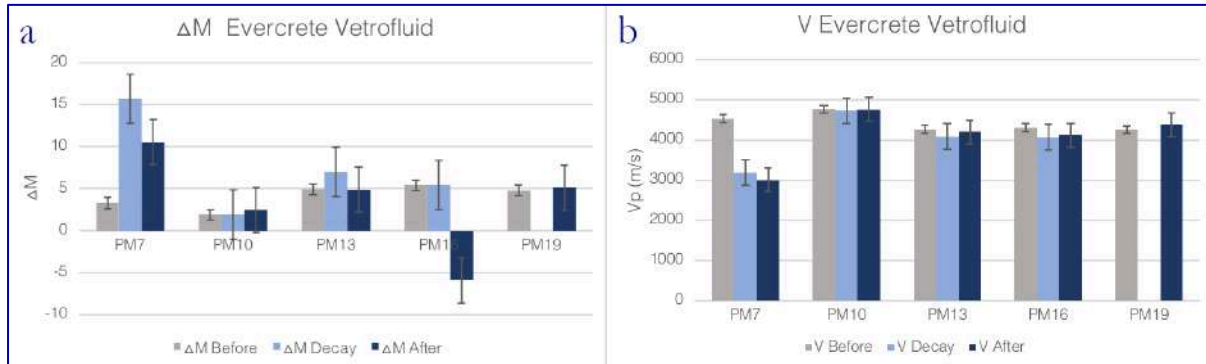 a
ΔM Evercrete Vetrofluid
20
15
10
5
0
-5
-10
ΔM
PM7 PM10 PM13 PM16 PM19
ΔM Before ΔM Decay ΔM After
b
V Evercrete Vetrofluid
6000
5000
4000
3000
2000
1000
0
Vp (m/s)
PM7 PM10 PM13 PM16 PM19
V Before V Decay V After